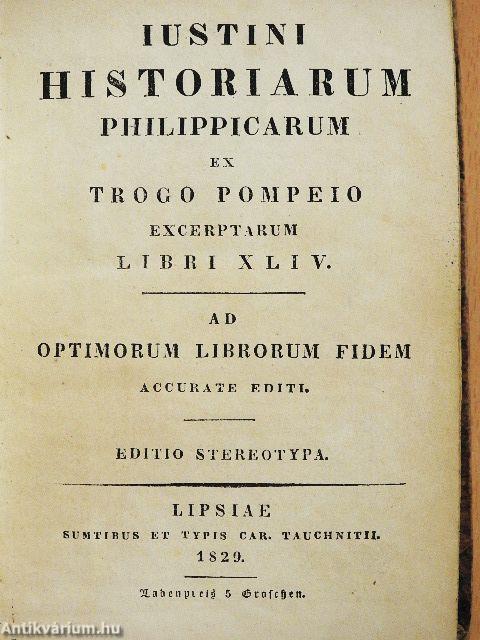 IUSTINI
HISTORIARUM
PHILIPPICARUM
EX
TROGO POMPEIO
EXCERPTARUM
LIBRI XLIV.
AD
OPTIMORUM LIBRORUM FIDEM
ACCURATE EDITI.
EDITIO STEREOTYPA.
LIPSIAE
SUMTIBUS ET TYPIS CAR. TAUCHNITII.
1829.
Ladenpreis 5 Groschen.
Antikvárium.hu